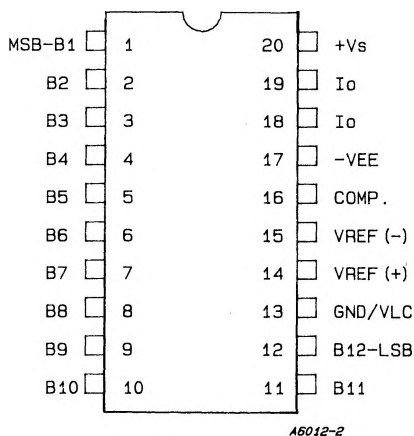 MSB-B1 1 20 +Vs
B2 2 19 Io
B3 3 18 Io
B4 4 17 -VEE
B5 5 16 COMP.
B6 6 15 VREF (-)
B7 7 14 VREF (+)
B8 8 13 GND/VLC
B9 9 12 B12-LSB
B10 10 11 B11
A6012-2